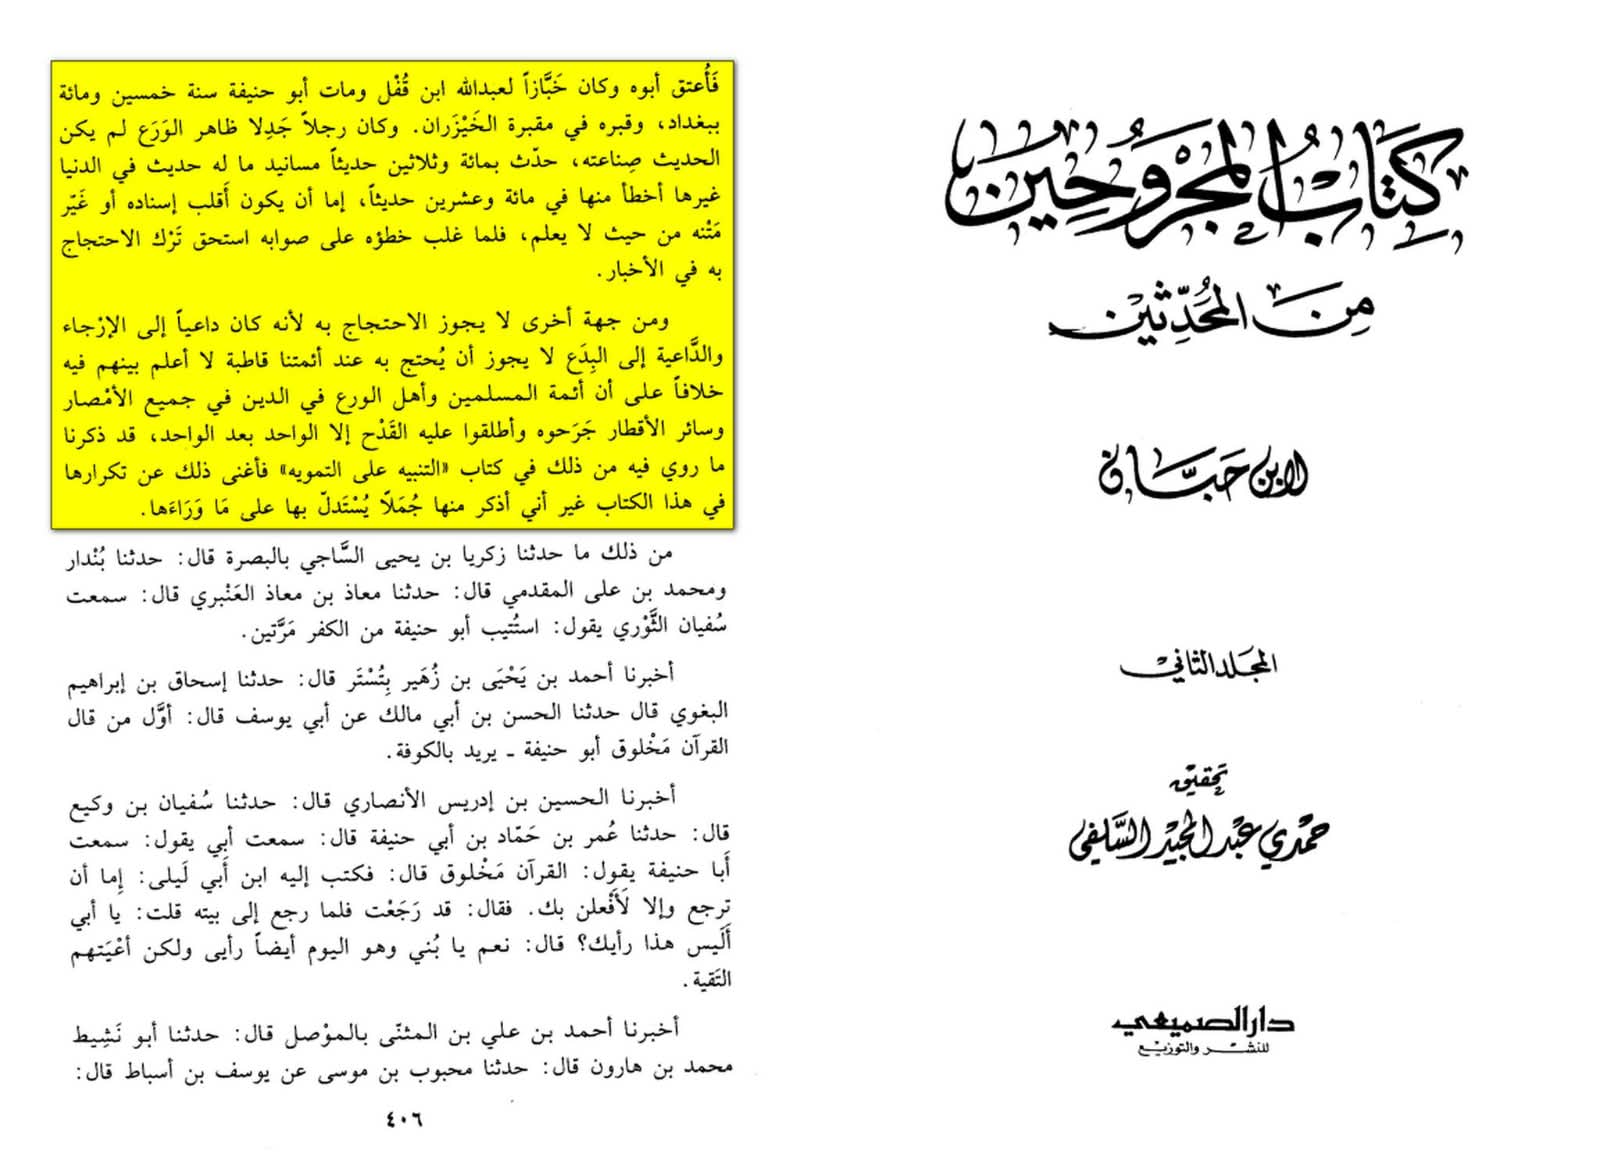 كتاب المجروحين
من المحدثين
لابن حبان
المجلد الثاني
تحقيق
حمدي عبد المجيد السلفي
دار الصميعي
للنشر والتوزيع
فَأُعتق أبوه وكان خَبَّازاً لعبدالله ابن قُفْل ومات أبو حنيفة سنة خمسين ومائة
ببغداد، وقبره في مقبرة الخَيْزَران. وكان رجلاً جَدِلا ظاهر الوَرَع لم يكن
الحديث صِناعته، حدّث بمائة وثلاثين حديثاً مسانيد ما له حديث في الدنيا
غيرها أخطأ منها في مائة وعشرين حديثاً، إما أن يكون أَقلب إسناده أو غَيّر
مَتْنه من حيث لا يعلم، فلما غلب خطؤه على صوابه استحق تَرْك الاحتجاج
به في الأخبار.
ومن جهة أخرى لا يجوز الاحتجاج به لأنه كان داعياً إلى الإرْجاء
والدَّاعية إلى البِدَع لا يجوز أن يُحتج به عند أئمتنا قاطبة لا أعلم بينهم فيه
خلافاً على أن أئمة المسلمين وأهل الورع في الدين في جميع الأمْصار
وسائر الأقطار جَرَحوه وأطلقوا عليه القَدْح إلا الواحد بعد الواحد، قد ذكرنا
ما روي فيه من ذلك في كتاب «التنبيه على التمويه» فأغنى ذلك عن تكرارها
في هذا الكتاب غير أني أذكر منها جُمَلاً يُسْتَدلّ بها على مَا وَرَاءَها.
من ذلك ما حدثنا زكريا بن يحيى السَّاجي بالبصرة قال: حدثنا بُنْدار
ومحمد بن على المقدمي قال: حدثنا معاذ بن معاذ العَنْبري قال: سمعت
سُفيان الثَّوْري يقول: استُتيب أبو حنيفة من الكفر مَرَّتين.
أخبرنا أحمد بن يَحْيَى بن زُهَير بِتُسْتَر قال: حدثنا إسحاق بن إبراهيم
البغوي قال حدثنا الحسن بن أبي مالك عن أبي يوسف قال: أوَّل من قال
القرآن مَخْلوق أبو حنيفة ـ يريد بالكوفة.
أخبرنا الحسين بن إدريس الأنصاري قال: حدثنا سُفيان بن وكيع
قال: حدثنا عُمر بن حَمّاد بن أبي حنيفة قال: سمعت أبي يقول: سمعت
أَبا حنيفة يقول: القرآن مَخْلوق قال: فكتب إليه ابن أَبي لَيلى: إِما أن
ترجع وإلا لَأَفْعلن بك. فقال: قد رَجَعْت فلما رجع إلى بيته قلت: يا أبي
أَلَيس هذا رأيك؟ قال: نعم يا بُني وهو اليوم أيضاً رأيى ولكن أعْيَتهم
التَقية.
أخبرنا أحمد بن علي بن المثنّى بالموْصل قال: حدثنا أبو نَشِيط
محمد بن هارون قال: حدثنا محبوب بن موسى عن يوسف بن أسباط قال:
٤٠٦